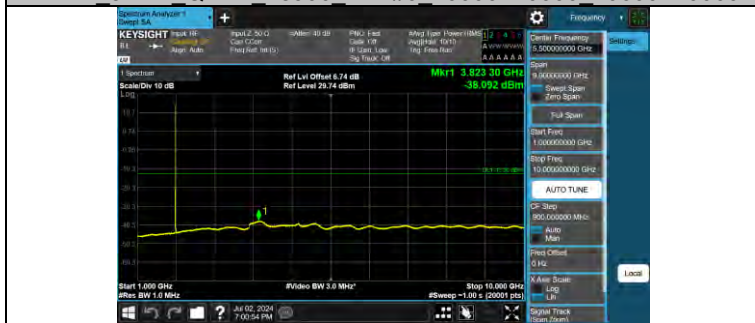 Spectrum Analyzer 1
Swept SA
Frequency
KEYSIGHT
Input: RF
Align: Auto
Input Z: 50 Ω
Corr CCorr
Freq Ref: Int (S)
#Atten: 40 dB
PNO: Fast
Gate: Off
IF Gain: Low
Sig Track: Off
#Avg Type: Power (RMS
Avg|Hold: 10/10
Trig: Free Run
A A A A A A
1 Spectrum
Scale/Div 10 dB
Log
Ref Lvl Offset 6.74 dB
Ref Level 29.74 dBm
Mkr1 3.823 30 GHz
-38.092 dBm
1
Start 1.000 GHz
#Res BW 1.0 MHz
#Video BW 3.0 MHz*
Stop 10.000 GHz
#Sweep ~1.00 s (20001 pts)
Jul 02, 2024
7:00:54 PM
Center Frequency
5.500000000 GHz
Settings
Span
9.00000000 GHz
Swept Span
Zero Span
Full Span
Start Freq
1.000000000 GHz
Stop Freq
10.000000000 GHz
AUTO TUNE
CF Step
900.000000 MHz
Auto
Man
Freq Offset
0 Hz
X Axis Scale
Log
Lin
Signal Track
(Span Zoom)
Local